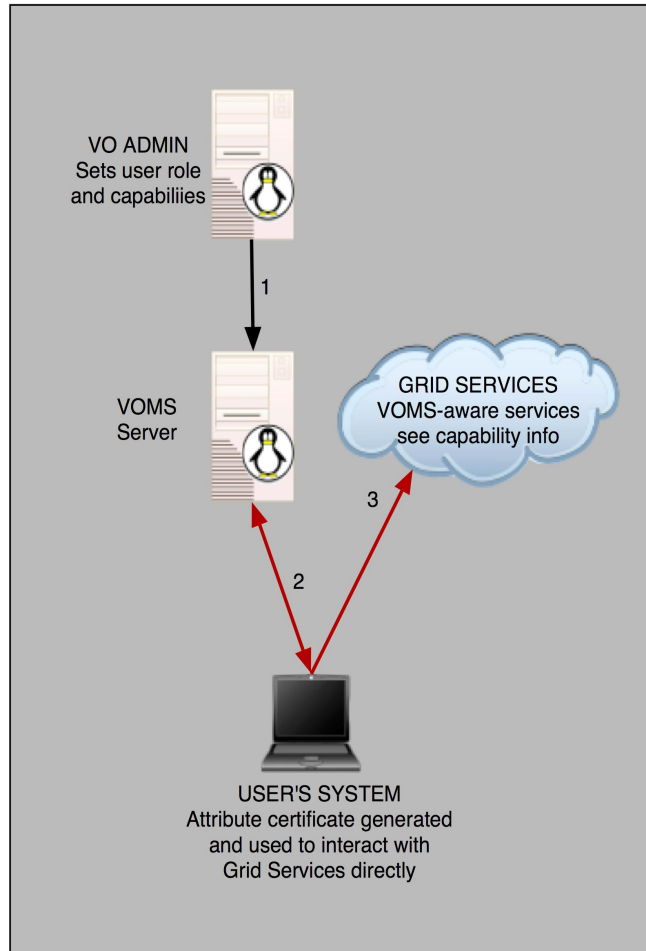 VO ADMIN
Sets user role
and capabiliies
1
VOMS
Server
GRID SERVICES
VOMS-aware services
see capability info
3
2
USER'S SYSTEM
Attribute certificate generated
and used to interact with
Grid Services directly